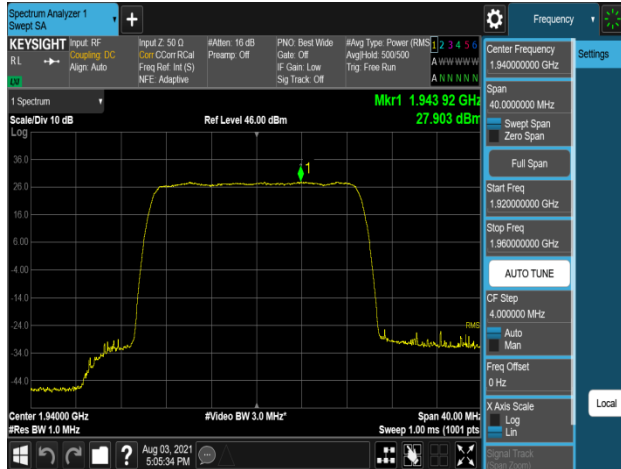 Spectrum Analyzer 1
Swept SA
Frequency
KEYSIGHT
RL
LXI
Input: RF
Coupling: DC
Align: Auto
Input Z: 50 Ω
Corr CCorr RCal
Freq Ref: Int (S)
NFE: Adaptive
#Atten: 16 dB
Preamp: Off
PNO: Best Wide
Gate: Off
IF Gain: Low
Sig Track: Off
#Avg Type: Power (RMS
Avg|Hold: 500/500
Trig: Free Run
1 2 3 4 5 6
A W W W W W
A N N N N N
1 Spectrum
Scale/Div 10 dB
Ref Level 46.00 dBm
Mkr1 1.943 92 GHz
27.903 dBm
Log
36.0
26.0
16.0
6.00
-4.00
-14.0
-24.0
-34.0
-44.0
1
RMS
Center 1.94000 GHz
#Res BW 1.0 MHz
#Video BW 3.0 MHz*
Span 40.00 MHz
Sweep 1.00 ms (1001 pts
Aug 03, 2021
5:05:34 PM
?
Center Frequency
1.940000000 GHz
Settings
Span
40.0000000 MHz
Swept Span
Zero Span
Full Span
Start Freq
1.920000000 GHz
Stop Freq
1.960000000 GHz
AUTO TUNE
CF Step
4.000000 MHz
Auto
Man
Freq Offset
0 Hz
X Axis Scale
Log
Lin
Local
Signal Track
(Span Zoom)